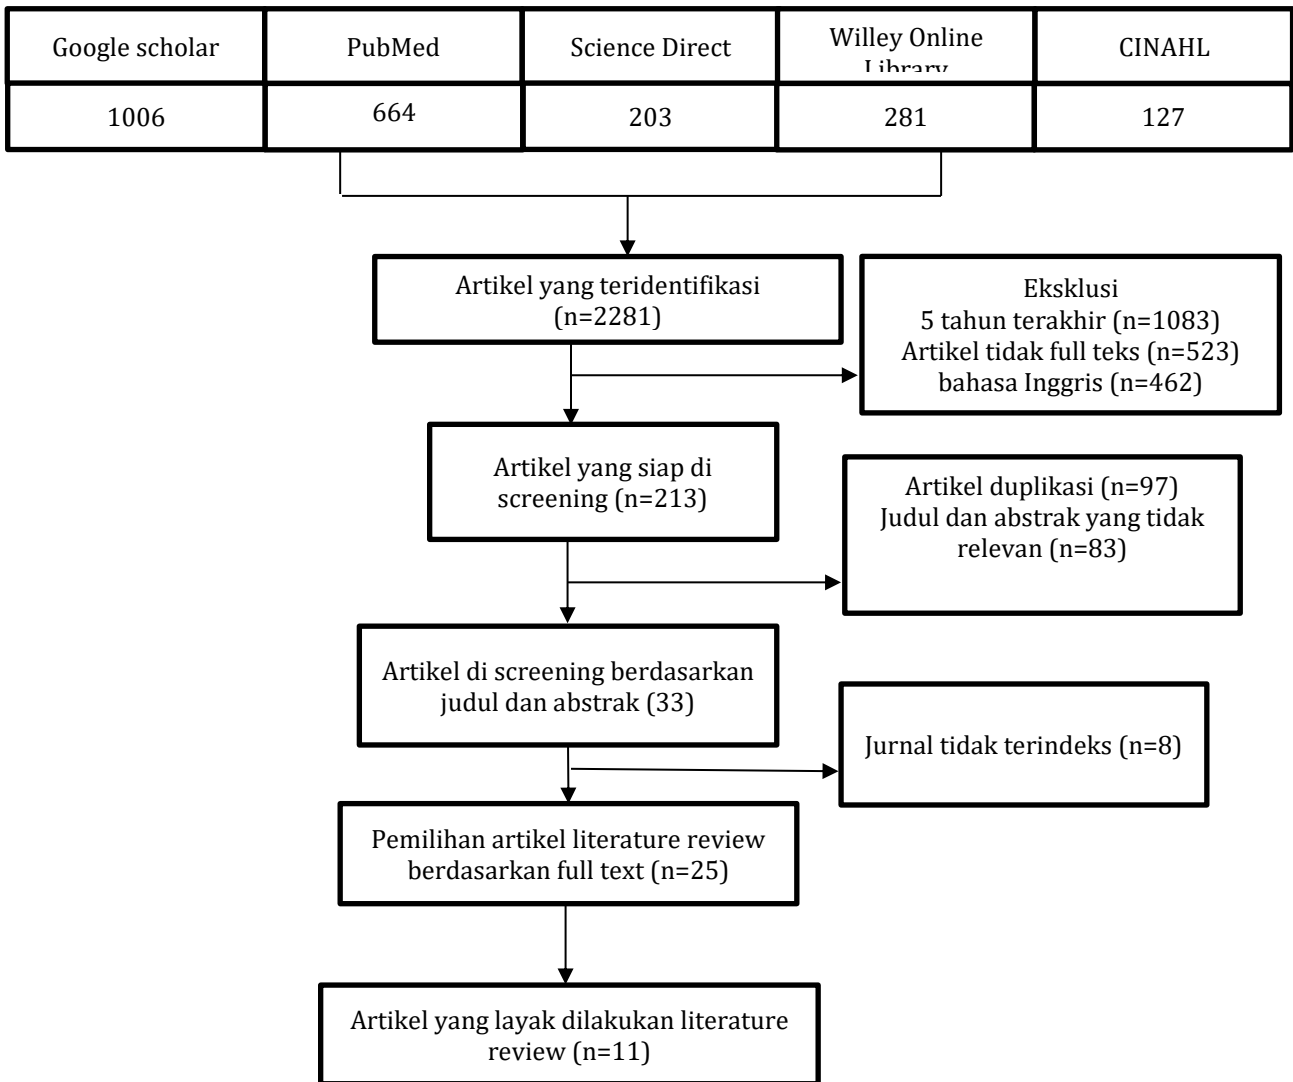 Google scholar
PubMed
Science Direct
Willey Online
Library
CINAHL
1006
664
203
281
127
Artikel yang teridentifikasi
(n=2281)
Eksklusi
5 tahun terakhir (n=1083)
Artikel tidak full teks (n=523)
bahasa Inggris (n=462)
Artikel yang siap di
screening (n=213)
Artikel duplikasi (n=97)
Judul dan abstrak yang tidak
relevan (n=83)
Artikel di screening berdasarkan
judul dan abstrak (33)
Jurnal tidak terindeks (n=8)
Pemilihan artikel literature review
berdasarkan full text (n=25)
Artikel yang layak dilakukan literature
review (n=11)